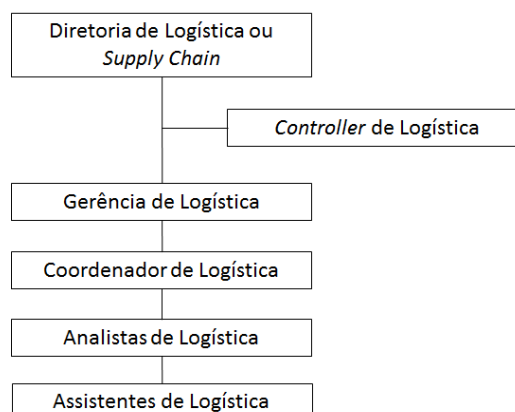 Diretoria de Logística ou
Supply Chain
Controller de Logística
Gerência de Logística
Coordenador de Logística
Analistas de Logística
Assistentes de Logística